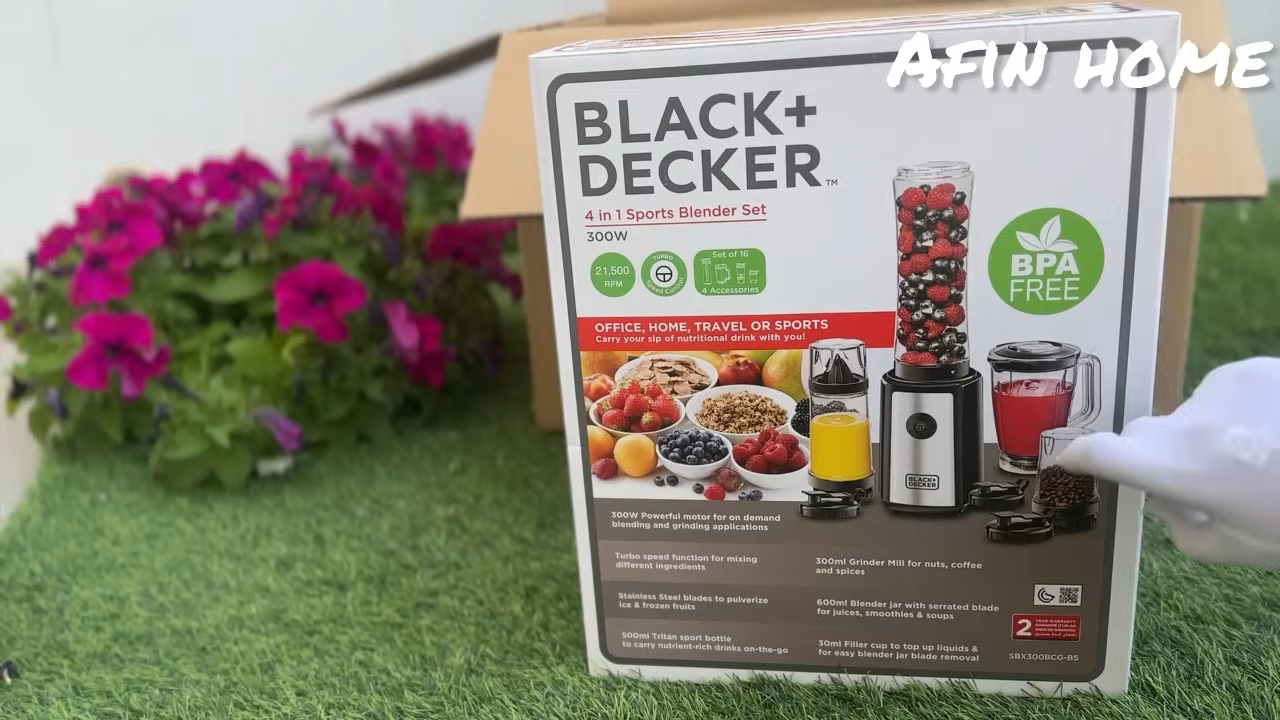 AFIN HOME
BLACK+
DECKER™
4 in 1 Sports Blender Set
300W
21,500
RPM
TURBO
Speed Control
Set of 16
4 Accessories
BPA
FREE
OFFICE, HOME, TRAVEL OR SPORTS
Carry your sip of nutritional drink with you!
BLACK+
DECKER
300W Powerful motor for on demand
blending and grinding applications
Turbo speed function for mixing
different ingredients
Stainless Steel blades to pulverize
ice & frozen fruits
500ml Tritan sport bottle
to carry nutrient-rich drinks on-the-go
300ml Grinder Mill for nuts, coffee
and spices
600ml Blender jar with serrated blade
for juices, smoothies & soups
30ml Filler cup to top up liquids &
for easy blender jar blade removal
2
YEAR WARRANTY
SBX300BCG-B5